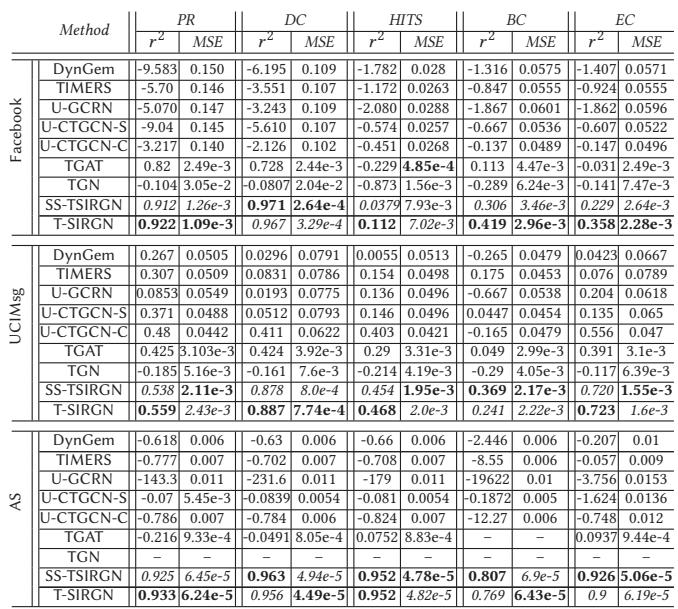 Method PR DC HITS BC EC
r² MSE r² MSE r² MSE r² MSE r² MSE
Facebook
DynGem -9.583 0.150 -6.195 0.109 -1.782 0.028 -1.316 0.0575 -1.407 0.0571
TIMERS -5.70 0.146 -3.551 0.107 -1.172 0.0263 -0.847 0.0555 -0.924 0.0555
U-GCRN -5.070 0.147 -3.243 0.109 -2.080 0.0288 -1.867 0.0601 -1.862 0.0596
U-CTGCN-S -9.04 0.145 -5.610 0.107 -0.574 0.0257 -0.667 0.0536 -0.607 0.0522
U-CTGCN-C -3.217 0.140 -2.126 0.102 -0.451 0.0268 -0.137 0.0489 -0.147 0.0496
TGAT 0.82 2.49e-3 0.728 2.44e-3 -0.229 4.85e-4 0.113 4.47e-3 -0.031 2.49e-3
TGN -0.104 3.05e-2 -0.0807 2.04e-2 -0.873 1.56e-3 -0.289 6.24e-3 -0.141 7.47e-3
SS-TSIRGN 0.912 1.26e-3 0.971 2.64e-4 0.0379 7.93e-3 0.306 3.46e-3 0.229 2.64e-3
T-SIRGN 0.922 1.09e-3 0.967 3.29e-4 0.112 7.02e-3 0.419 2.96e-3 0.358 2.28e-3
UCIMsg
DynGem 0.267 0.0505 0.0296 0.0791 0.0055 0.0513 -0.265 0.0479 0.0423 0.0667
TIMERS 0.307 0.0509 0.0831 0.0786 0.154 0.0498 0.175 0.0453 0.076 0.0789
U-GCRN 0.0853 0.0549 0.0193 0.0775 0.136 0.0496 -0.667 0.0538 0.204 0.0618
U-CTGCN-S 0.371 0.0488 0.0512 0.0793 0.146 0.0496 0.0447 0.0454 0.135 0.065
U-CTGCN-C 0.48 0.0442 0.411 0.0622 0.403 0.0421 -0.165 0.0479 0.556 0.047
TGAT 0.425 3.103e-3 0.424 3.92e-3 0.29 3.31e-3 0.049 2.99e-3 0.391 3.1e-3
TGN -0.185 5.16e-3 -0.161 7.6e-3 -0.214 4.19e-3 -0.29 4.05e-3 -0.117 6.39e-3
SS-TSIRGN 0.538 2.11e-3 0.878 8.0e-4 0.454 1.95e-3 0.369 2.17e-3 0.720 1.55e-3
T-SIRGN 0.559 2.43e-3 0.887 7.74e-4 0.468 2.0e-3 0.241 2.22e-3 0.723 1.6e-3
AS
DynGem -0.618 0.006 -0.63 0.006 -0.66 0.006 -2.446 0.006 -0.207 0.01
TIMERS -0.777 0.007 -0.702 0.007 -0.708 0.007 -8.55 0.006 -0.057 0.009
U-GCRN -143.3 0.011 -231.6 0.011 -179 0.011 -19622 0.01 -3.756 0.0153
U-CTGCN-S -0.07 5.45e-3 -0.0839 0.0054 -0.081 0.0054 -0.1872 0.005 -1.624 0.0136
U-CTGCN-C -0.786 0.007 -0.784 0.006 -0.824 0.007 -12.27 0.006 -0.748 0.012
TGAT -0.216 9.33e-4 -0.0491 8.05e-4 0.0752 8.83e-4 – – 0.0937 9.44e-4
TGN – – – – – – – – – –
SS-TSIRGN 0.925 6.45e-5 0.963 4.94e-5 0.952 4.78e-5 0.807 6.9e-5 0.926 5.06e-5
T-SIRGN 0.933 6.24e-5 0.956 4.49e-5 0.952 4.82e-5 0.769 6.43e-5 0.9 6.19e-5